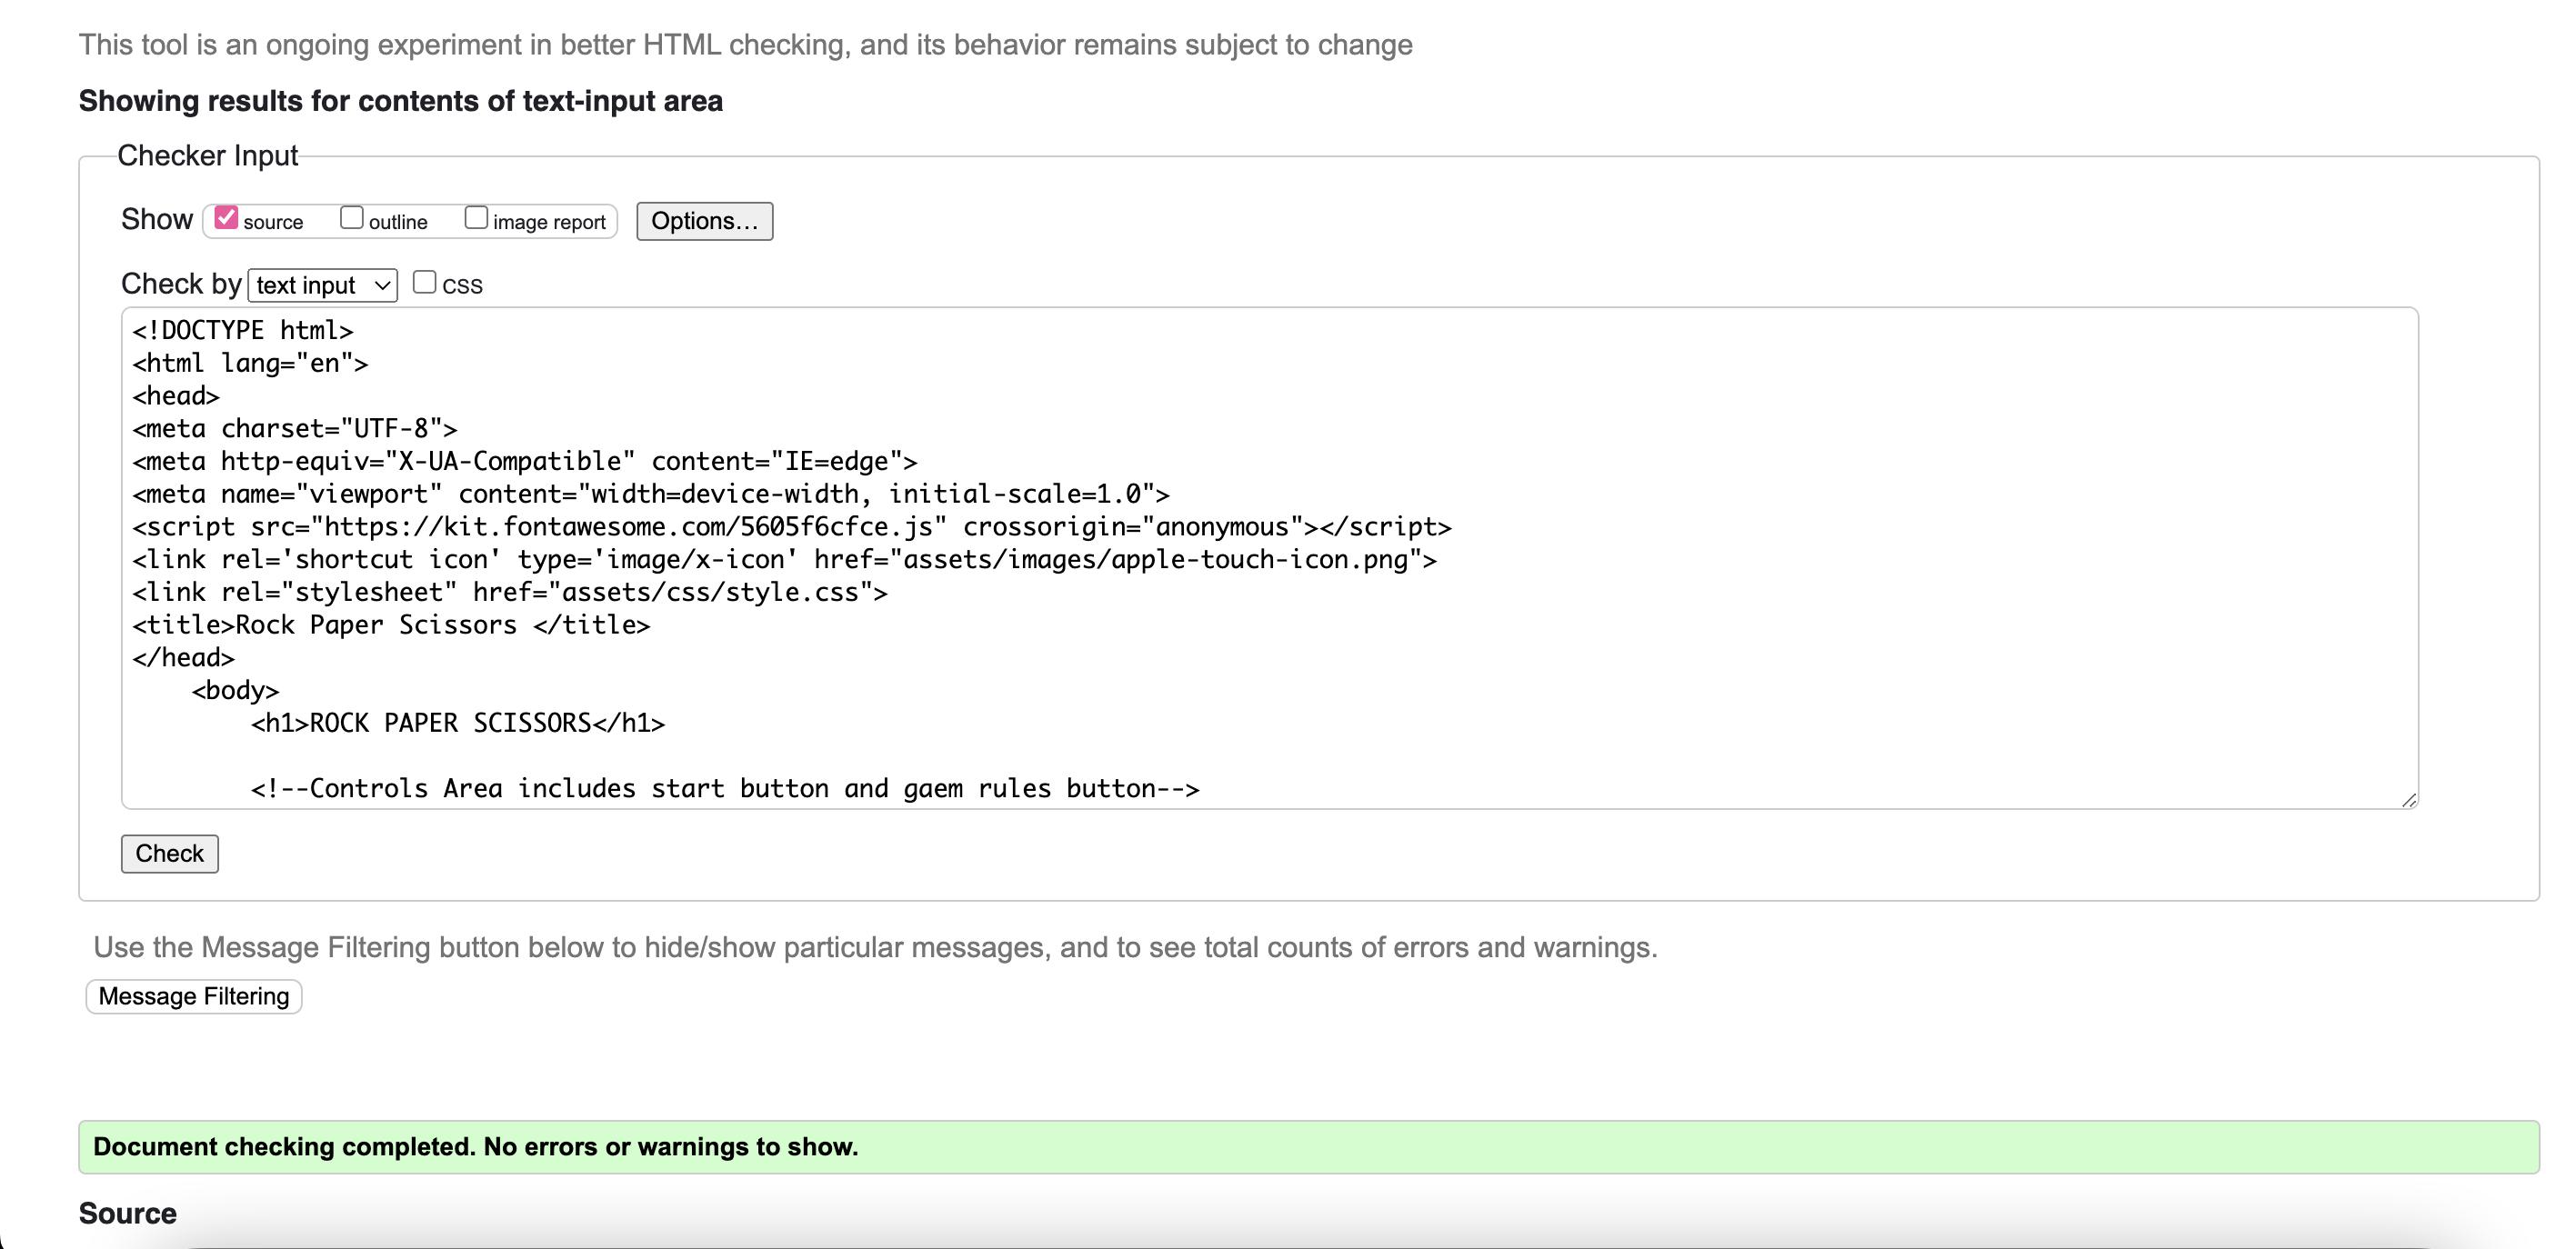 This tool is an ongoing experiment in better HTML checking, and its behavior remains subject to change
Showing results for contents of text-input area
Checker Input
Show source outline image report Options...
Check by text input CSS
<!DOCTYPE html>
<html lang="en">
<head>
<meta charset="UTF-8">
<meta http-equiv="X-UA-Compatible" content="IE=edge">
<meta name="viewport" content="width=device-width, initial-scale=1.0">
<script src="https://kit.fontawesome.com/5605f6cfce.js" crossorigin="anonymous"></script>
<link rel='shortcut icon' type='image/x-icon' href="assets/images/apple-touch-icon.png">
<link rel="stylesheet" href="assets/css/style.css">
<title>Rock Paper Scissors </title>
</head>
<body>
<h1>ROCK PAPER SCISSORS</h1>
<!--Controls Area includes start button and gaem rules button-->
Check
Use the Message Filtering button below to hide/show particular messages, and to see total counts of errors and warnings.
Message Filtering
Document checking completed. No errors or warnings to show.
Source